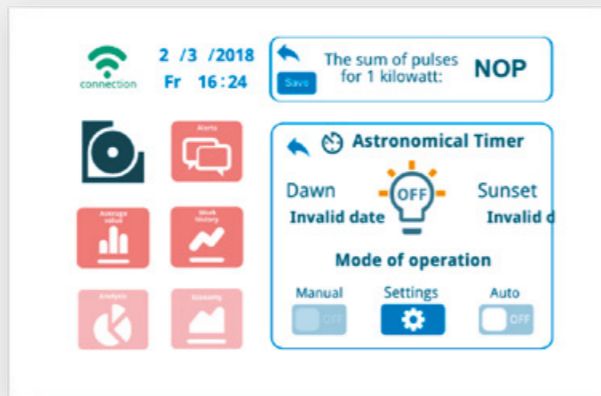 connection
2 /3 /2018
Fr 16:24
Save
The sum of pulses
for 1 kilowatt:
NOP
Alerts
Average
value
Work
history
Analysis
Astronomical Timer
Dawn
OFF
Sunset
Invalid date
Invalid d
Mode of operation
Manual
Settings
Auto
OFF
OFF